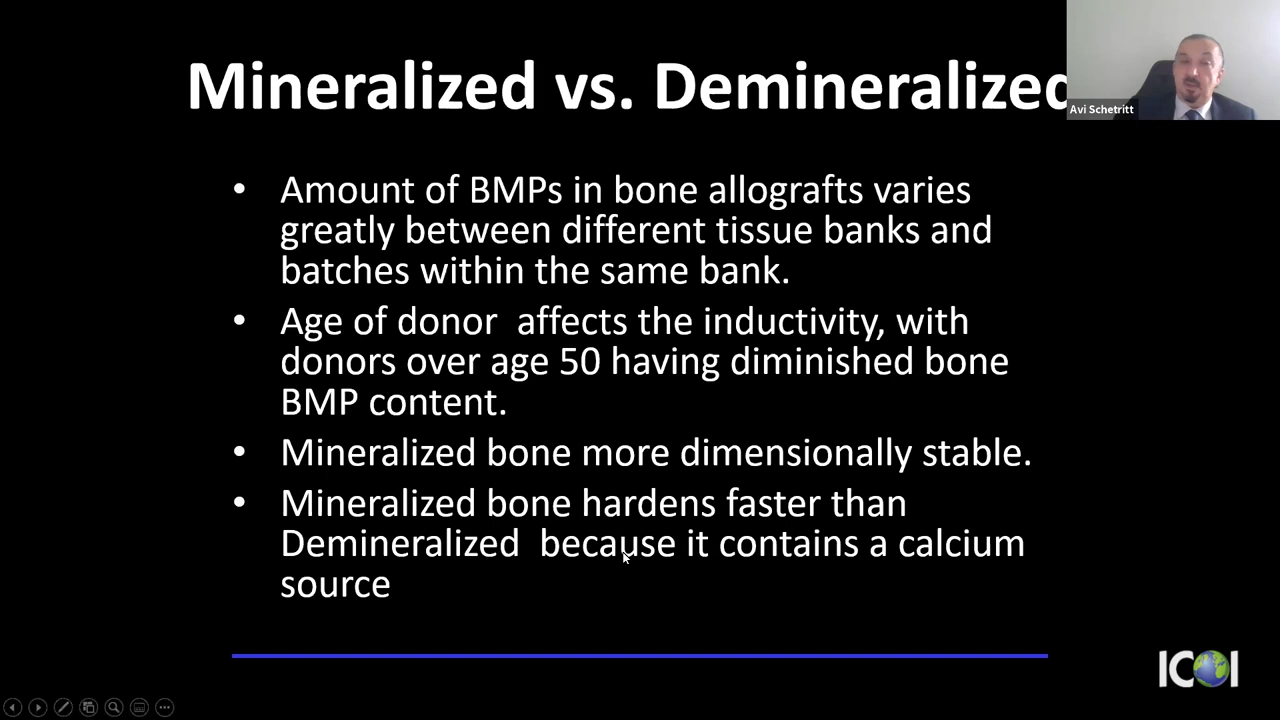 Mineralized vs. Demineralized
Avi Schetritt
• Amount of BMPs in bone allografts varies
greatly between different tissue banks and
batches within the same bank.
• Age of donor  affects the inductivity, with
donors over age 50 having diminished bone
BMP content.
• Mineralized bone more dimensionally stable.
• Mineralized bone hardens faster than
Demineralized  because it contains a calcium
source
ICOI